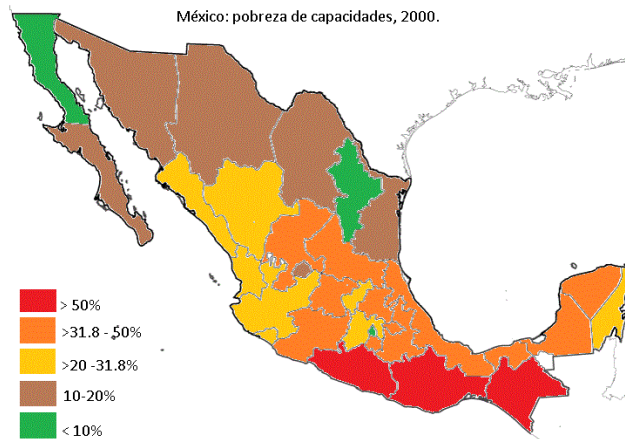 México: pobreza de capacidades, 2000.
> 50%
>31.8 - 50%
>20 -31.8%
10-20%
< 10%